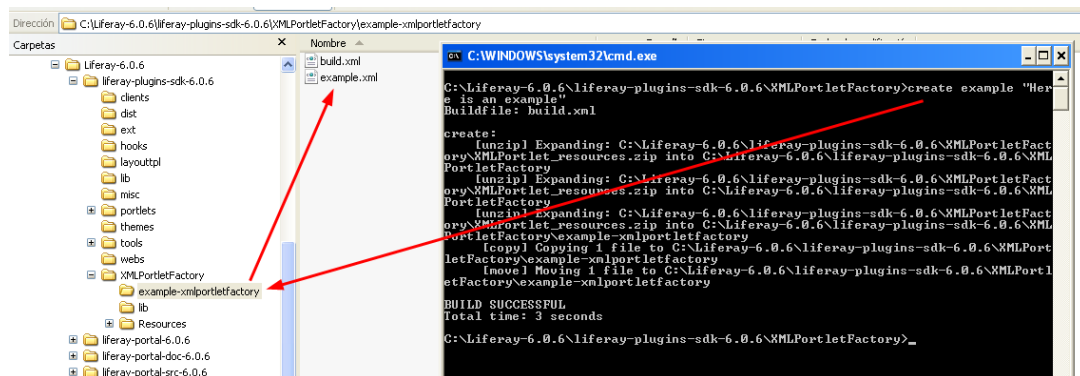 Dirección C:\Liferay-6.0.6\liferay-plugins-sdk-6.0.6\XMLPortletFactory\example-xmlportletfactory
Carpetas
Liferay-6.0.6
liferay-plugins-sdk-6.0.6
clients
dist
ext
hooks
layouttpl
lib
misc
portlets
themes
tools
webs
XMLPortletFactory
example-xmlportletfactory
lib
Resources
liferay-portal-6.0.6
liferay-portal-doc-6.0.6
liferay-portal-src-6.0.6
Nombre
build.xml
example.xml
C:\WINDOWS\system32\cmd.exe
C:\Liferay-6.0.6\liferay-plugins-sdk-6.0.6\XMLPortletFactory>create example "Her
e is an example"
Buildfile: build.xml
create:
[unzip] Expanding: C:\Liferay-6.0.6\liferay-plugins-sdk-6.0.6\XMLPortletFact
ory\XMLPortlet_resources.zip into C:\Liferay-6.0.6\liferay-plugins-sdk-6.0.6\XML
PortletFactory
[unzip] Expanding: C:\Liferay-6.0.6\liferay-plugins-sdk-6.0.6\XMLPortletFact
ory\XMLPortlet_resources.zip into C:\Liferay-6.0.6\liferay-plugins-sdk-6.0.6\XML
PortletFactory
[unzip] Expanding: C:\Liferay-6.0.6\liferay-plugins-sdk-6.0.6\XMLPortletFact
ory\XMLPortlet_resources.zip into C:\Liferay-6.0.6\liferay-plugins-sdk-6.0.6\XML
PortletFactory\example-xmlportletfactory
[copy] Copying 1 file to C:\Liferay-6.0.6\liferay-plugins-sdk-6.0.6\XMLPort
letFactory\example-xmlportletfactory
[move] Moving 1 file to C:\Liferay-6.0.6\liferay-plugins-sdk-6.0.6\XMLPortl
etFactory\example-xmlportletfactory
BUILD SUCCESSFUL
Total time: 3 seconds
C:\Liferay-6.0.6\liferay-plugins-sdk-6.0.6\XMLPortletFactory>_